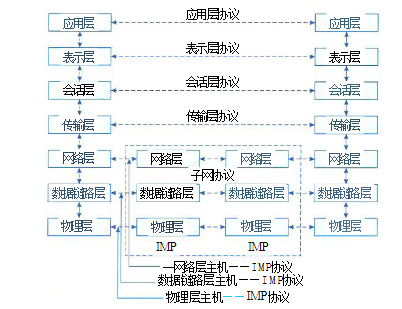 应用层协议
应用层 应用层
表示层协议
表示层 表示层
会话层协议
会话层 会话层
传输层协议
传输层 传输层
网络层 网络层 网络层 网络层
子网协议
数据链路层 数据链路层 数据链路层 数据链路层
物理层 物理层 物理层 物理层
IMP IMP
网络层主机——IMP协议
数据链路层主机——IMP协议
物理层主机——IMP协议